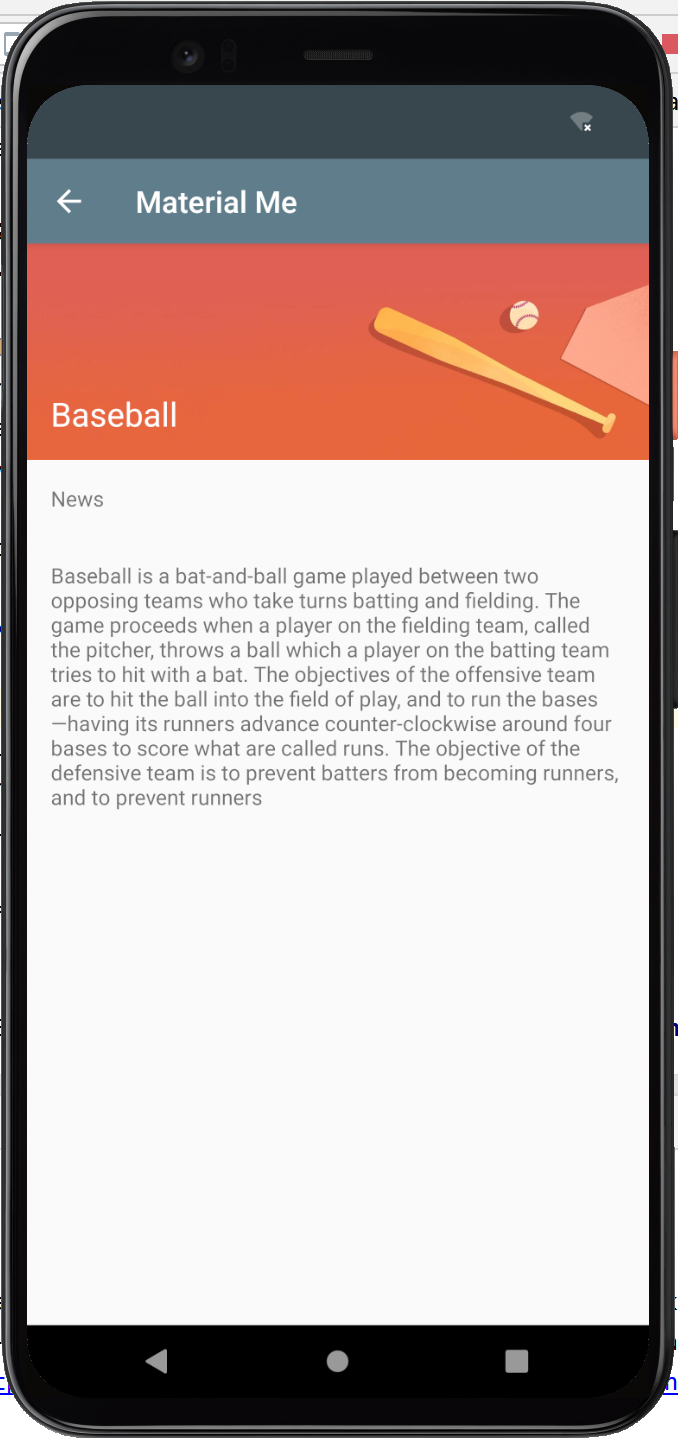 Material Me
Baseball
News
Baseball is a bat-and-ball game played between two
opposing teams who take turns batting and fielding. The
game proceeds when a player on the fielding team, called
the pitcher, throws a ball which a player on the batting team
tries to hit with a bat. The objectives of the offensive team
are to hit the ball into the field of play, and to run the bases
—having its runners advance counter-clockwise around four
bases to score what are called runs. The objective of the
defensive team is to prevent batters from becoming runners,
and to prevent runners